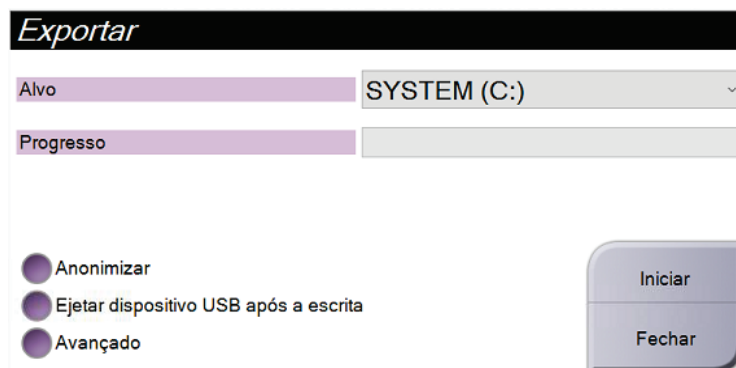 Exportar
Alvo SYSTEM (C:)
Progresso
Anonimizar
Ejetar dispositivo USB após a escrita
Avançado
Iniciar
Fechar